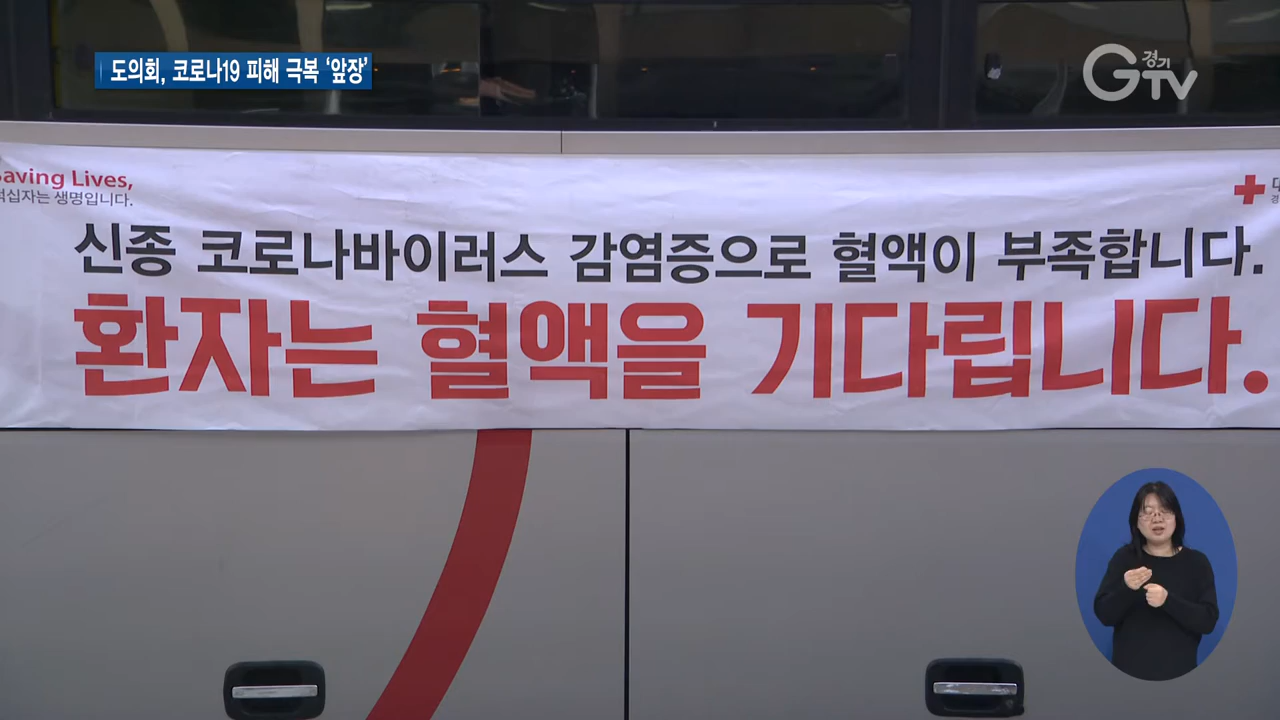 도의회, 코로나19 피해 극복 '앞장'
경기
GTV
Saving Lives,
적십자는 생명입니다.
신종 코로나바이러스 감염증으로 혈액이 부족합니다.
환자는 혈액을 기다립니다.